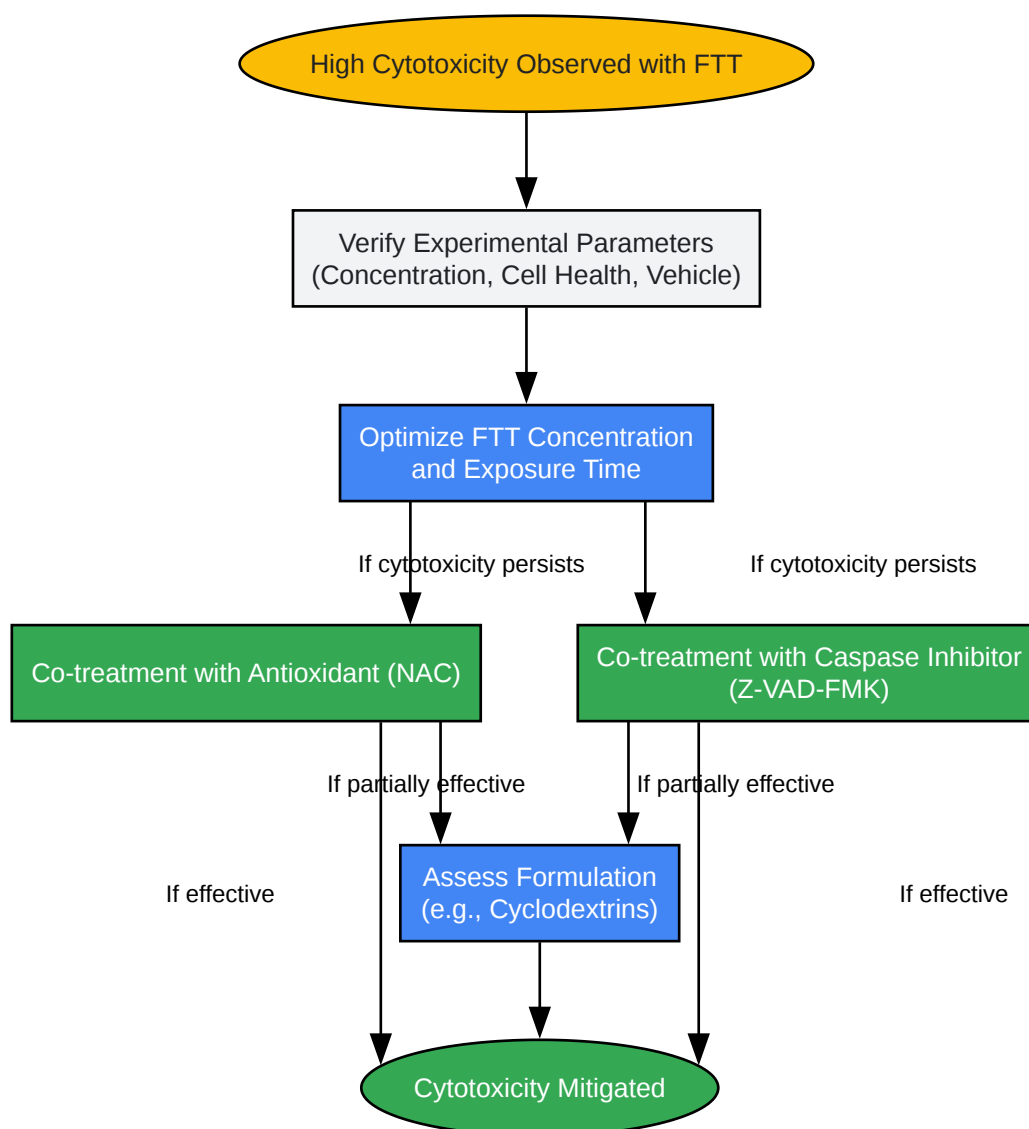 High Cytotoxicity Observed with FTT
Verify Experimental Parameters
(Concentration, Cell Health, Vehicle)
Optimize FTT Concentration
and Exposure Time
If cytotoxicity persists
If cytotoxicity persists
Co-treatment with Antioxidant (NAC)
Co-treatment with Caspase Inhibitor
(Z-VAD-FMK)
If partially effective
If partially effective
Assess Formulation
(e.g., Cyclodextrins)
If effective
If effective
Cytotoxicity Mitigated